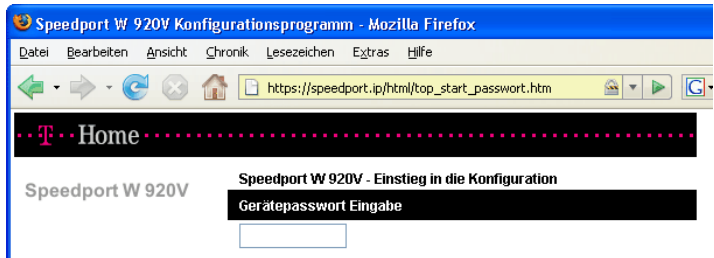 Speedport W 920V Konfigurationsprogramm - Mozilla Firefox
Datei Bearbeiten Ansicht Chronik Lesezeichen Extras Hilfe
https://speedport.ip/html/top_start_passwort.htm G
T Home
Speedport W 920V
Speedport W 920V - Einstieg in die Konfiguration
Gerätepasswort Eingabe